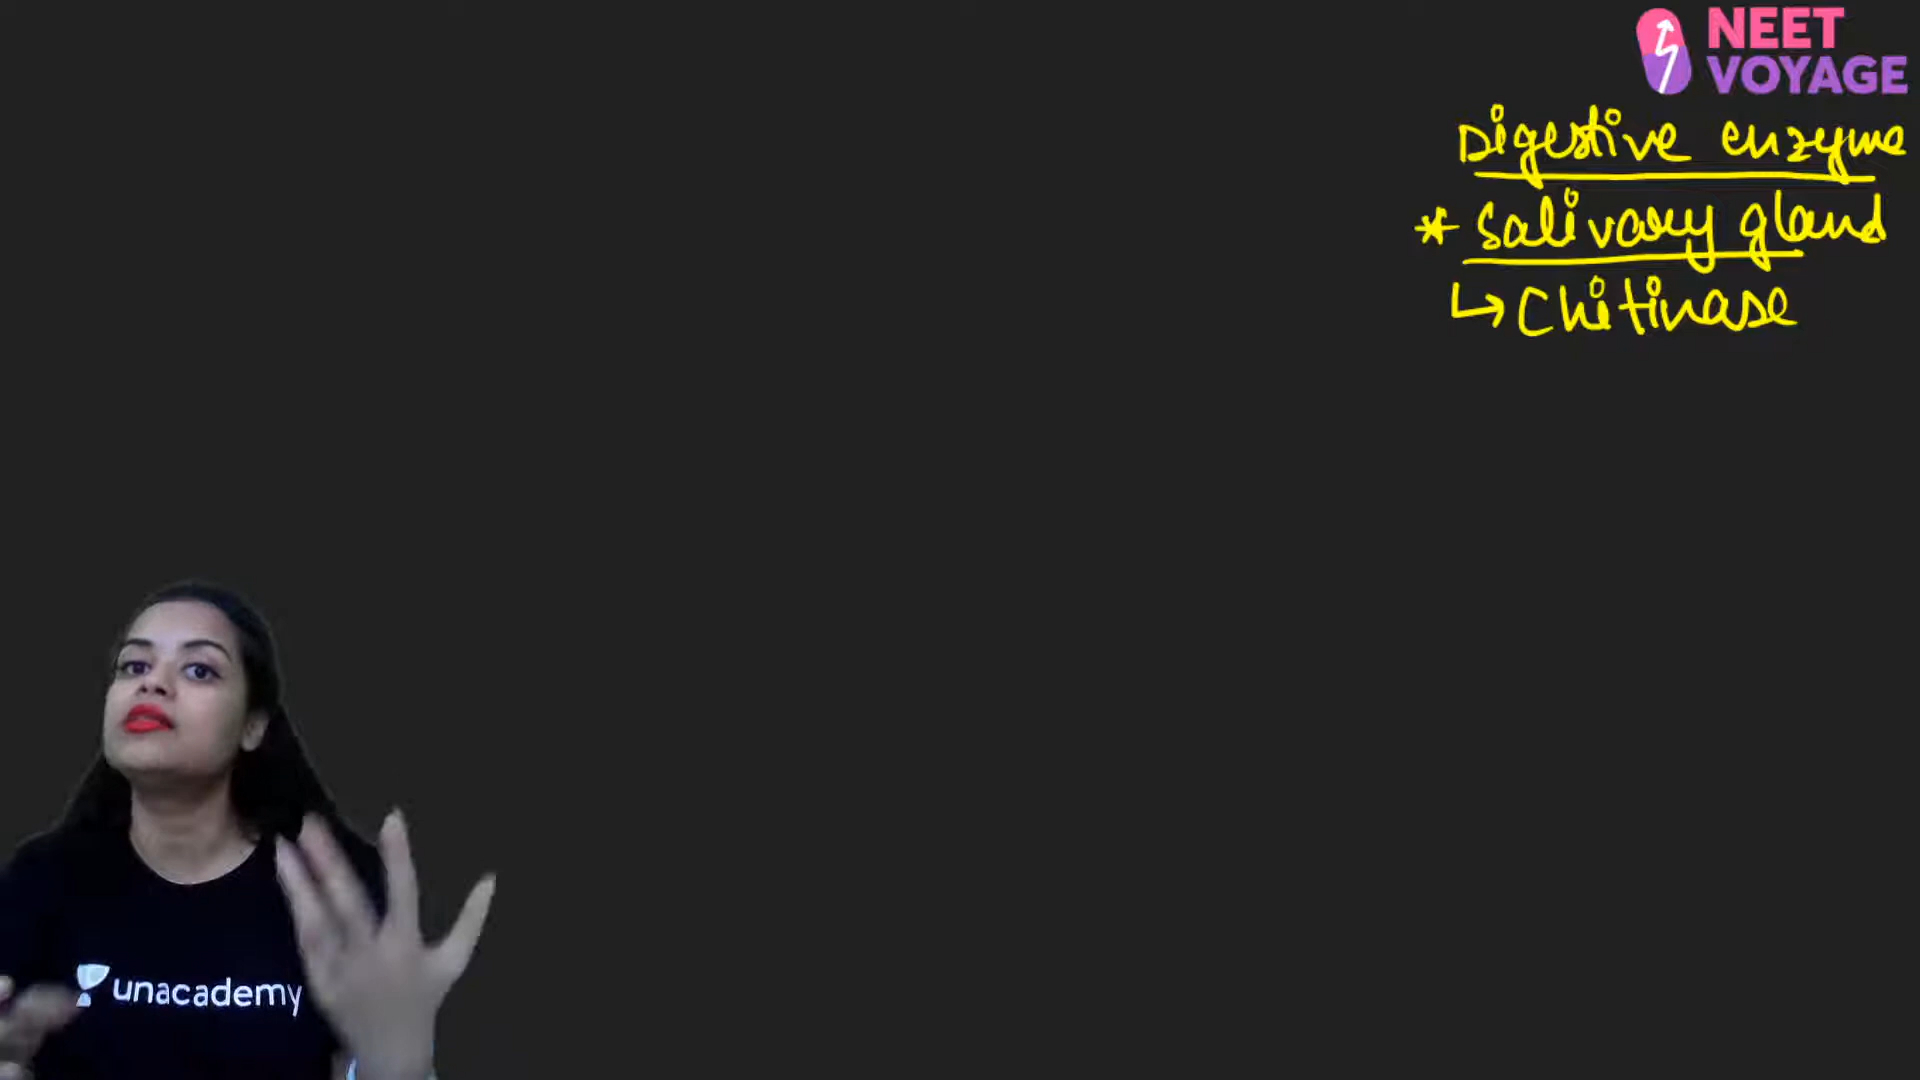 NEET
VOYAGE
Digestive enzyme
* Salivary gland
↳ Chitinase
unacademy